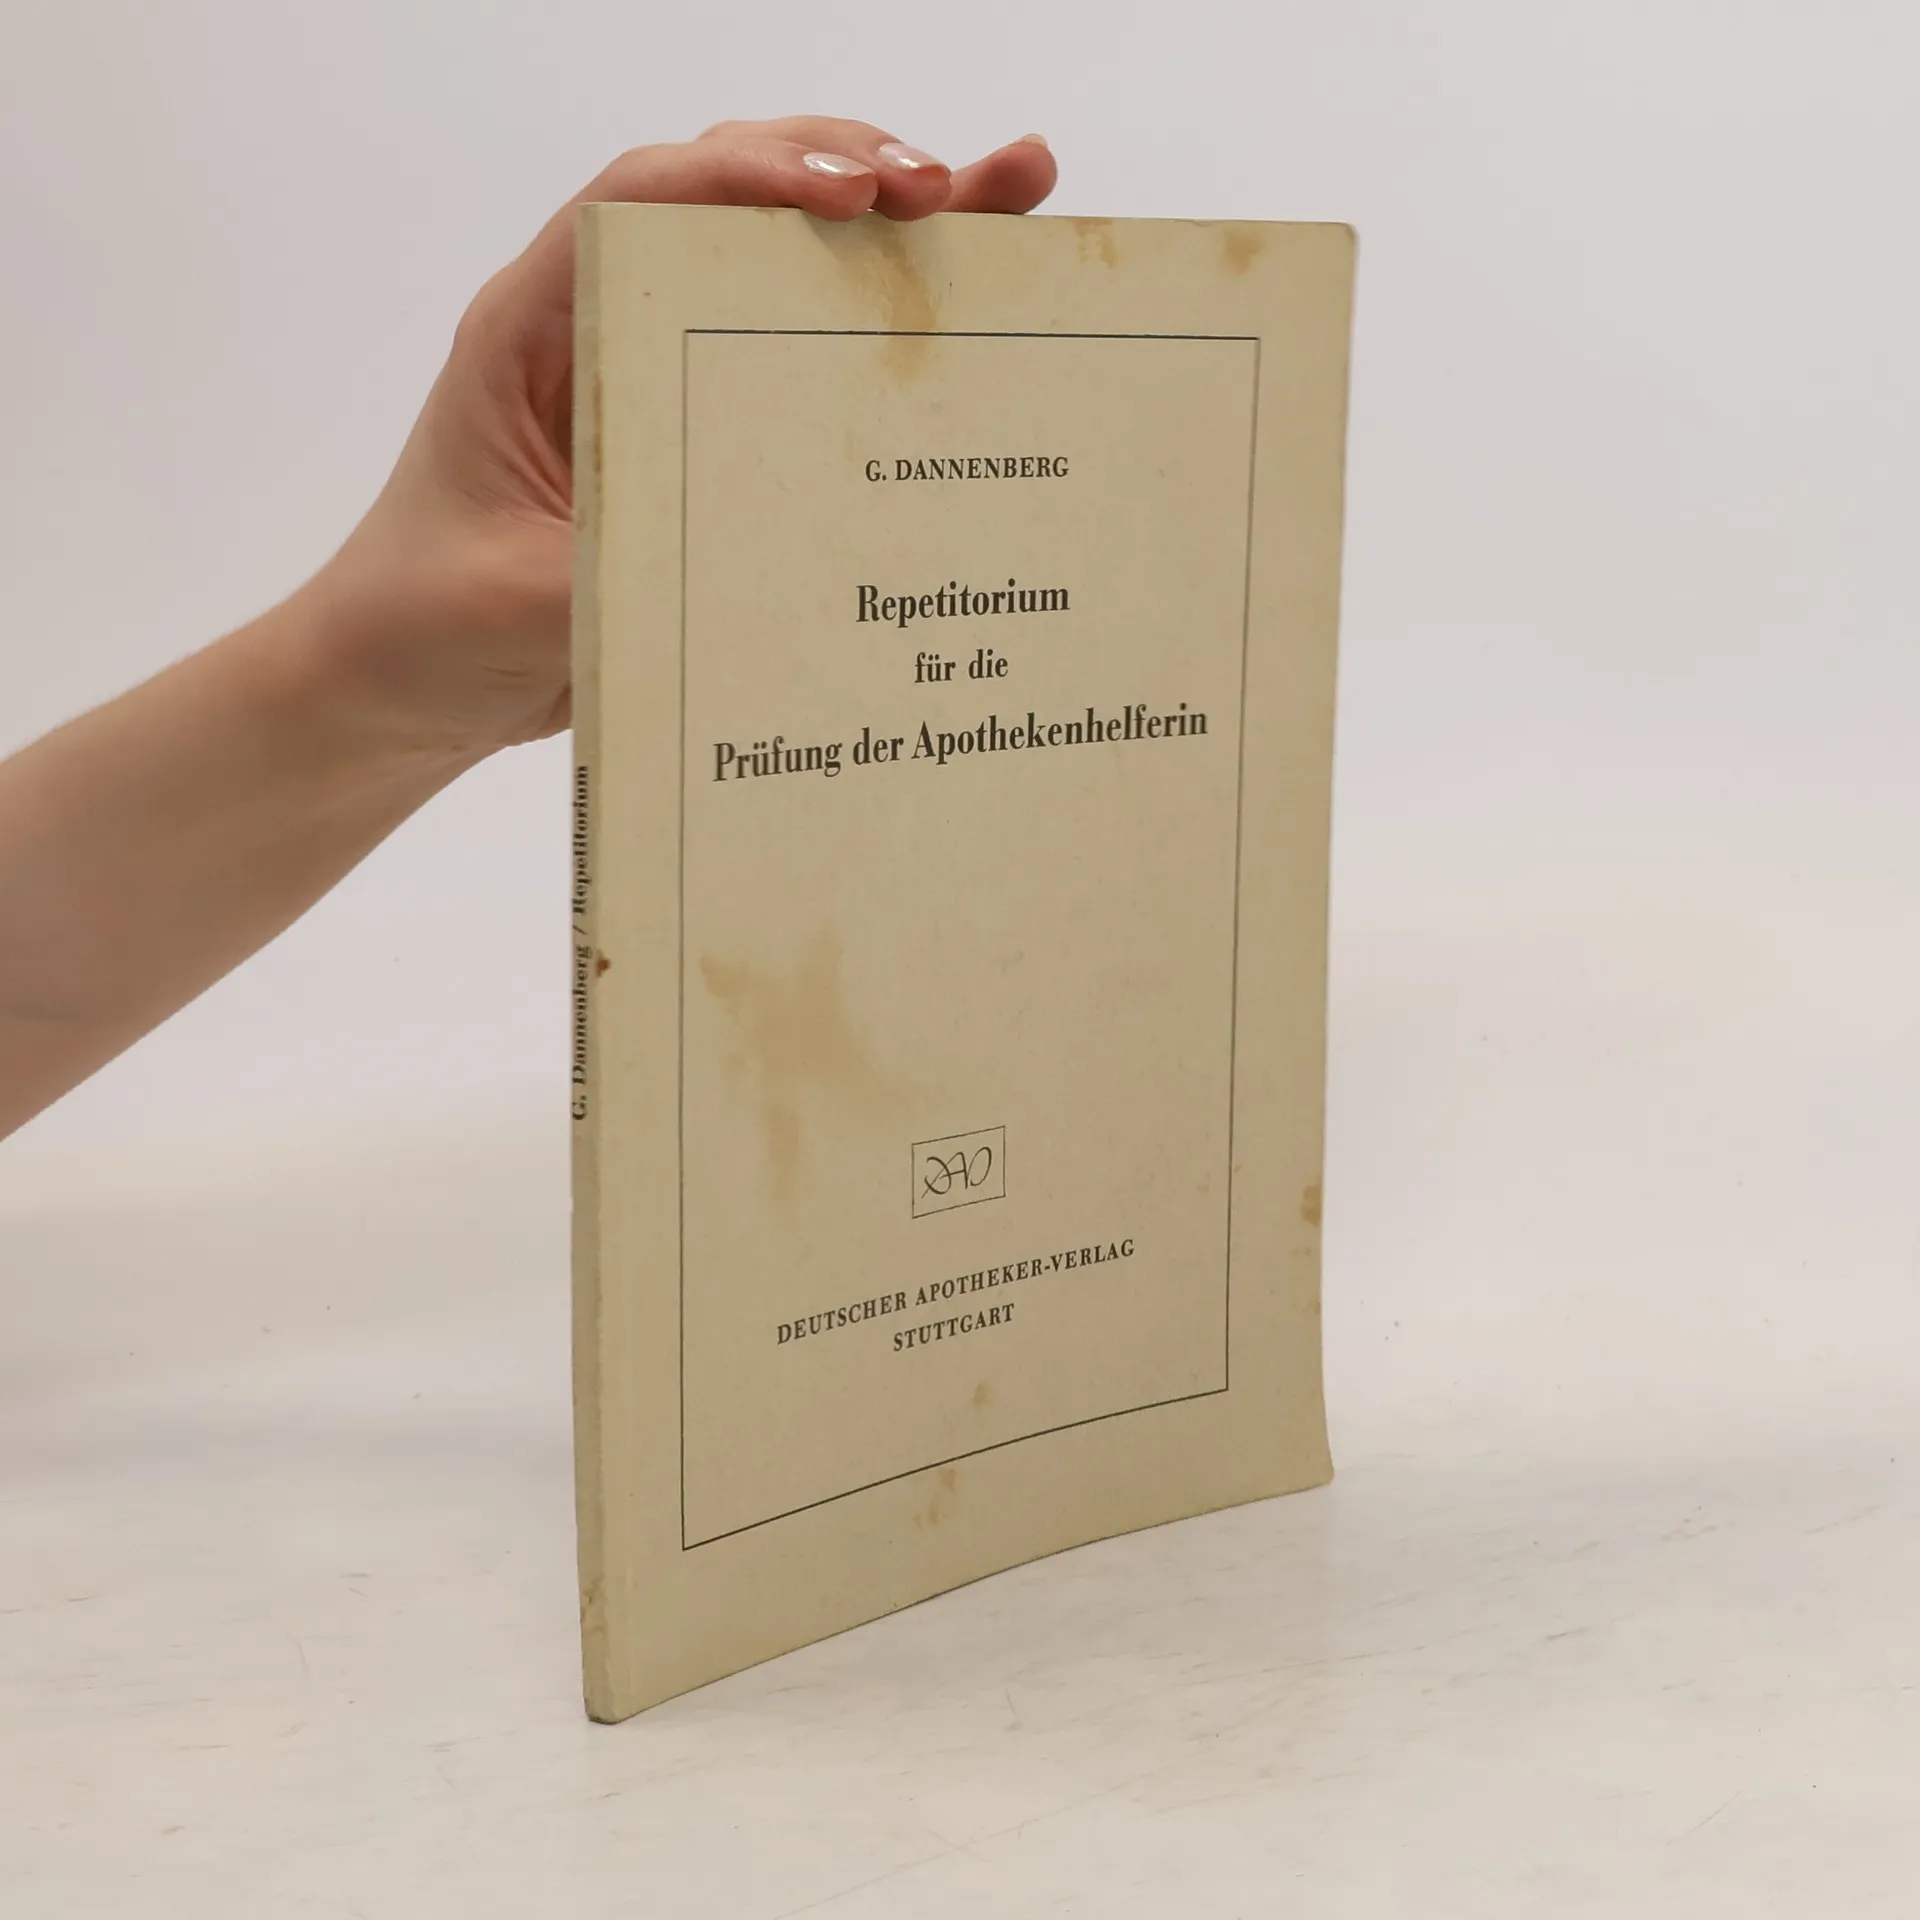 G. DANNENBERG
Repetitorium
für die
Prüfung der Apothekenhelferin
DAV
DEUTSCHER APOTHEKER-VERLAG
STUTTGART
G. Dannenberg / Repetitorium